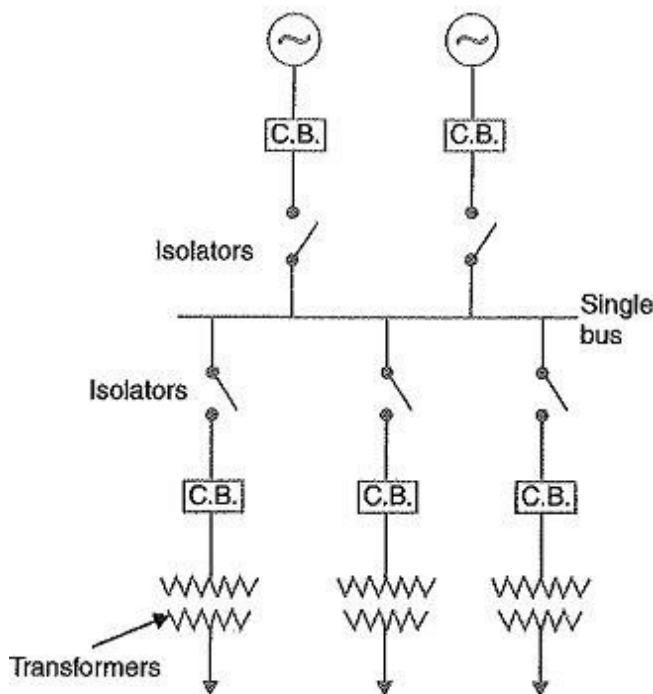 C.B.
C.B.
Isolators
Single
bus
Isolators
C.B.
C.B.
C.B.
Transformers